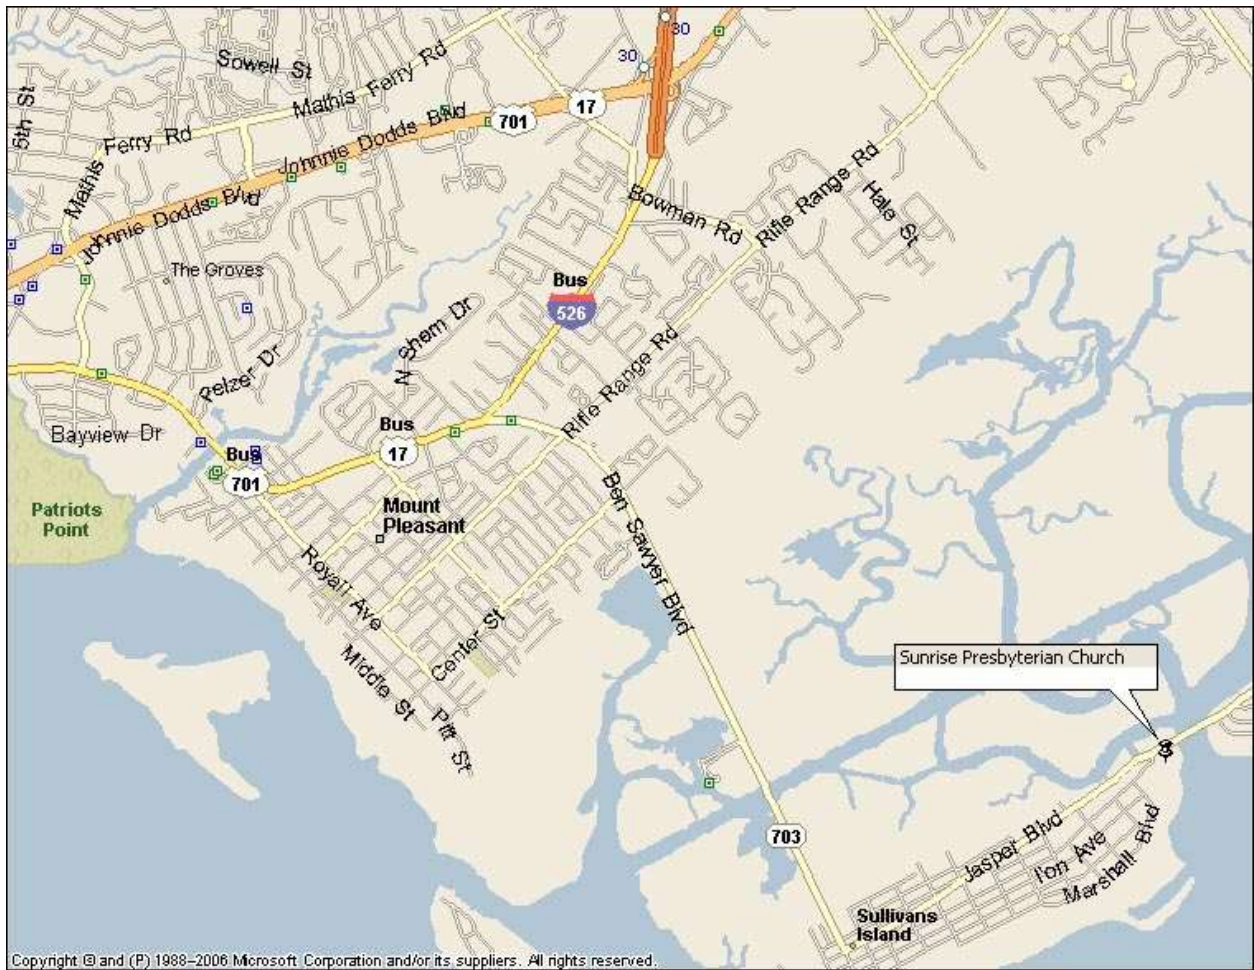 30
30
Sowell St
Mathis Ferry Rd
5th St
17
701
Johnnie Dodds Blvd
Ferry Rd
Mathis
Rifle Range Rd
Hale St
Bowman Rd
Johnnie Dodds Blvd
The Groves
Bus
526
Shem Dr
N
Rifle Range Rd
Pelzer Dr
Bayview Dr
Bus
17
Bus
701
Patriots
Point
Mount
Pleasant
Ben Sawyer Blvd
Royall Ave
Center St
Middle St
Pitt St
Sunrise Presbyterian Church
703
Jasper Blvd
I'on Ave
Marshall Blvd
Sullivans
Island
Copyright © and (P) 1988–2006 Microsoft Corporation and/or its suppliers. All rights reserved.